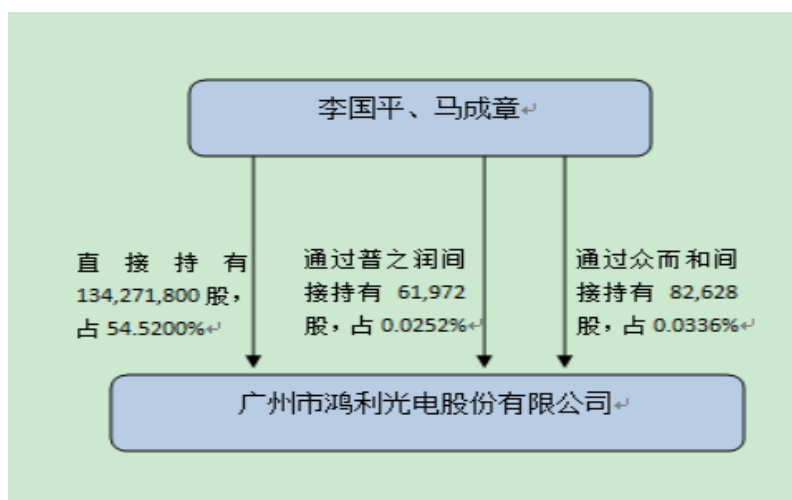 李国平、马成章
直接持有
134,271,800 股，
占 54.5200%
通过普之润间
接持有 61,972
股，占 0.0252%
通过众而和间
接持有 82,628
股，占 0.0336%
广州市鸿利光电股份有限公司